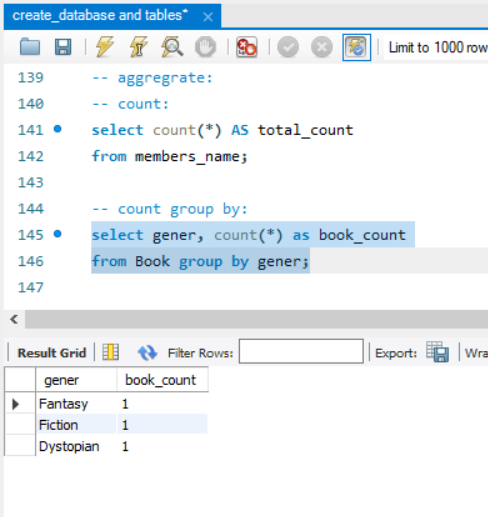 create_database and tables* ×
Limit to 1000 row
139 -- aggregrate:
140 -- count:
141 select count(*) AS total_count
142 from members_name;
143
144 -- count group by:
145 select gener, count(*) as book_count
146 from Book group by gener;
147
Result Grid Filter Rows: Export: Wra
gener book_count
Fantasy 1
Fiction 1
Dystopian 1